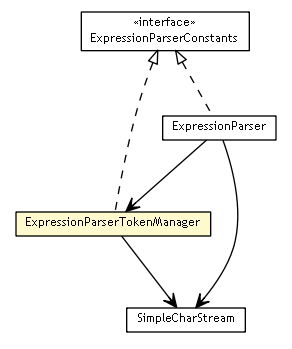 «interface»
ExpressionParserConstants
ExpressionParser
ExpressionParserTokenManager
SimpleCharStream